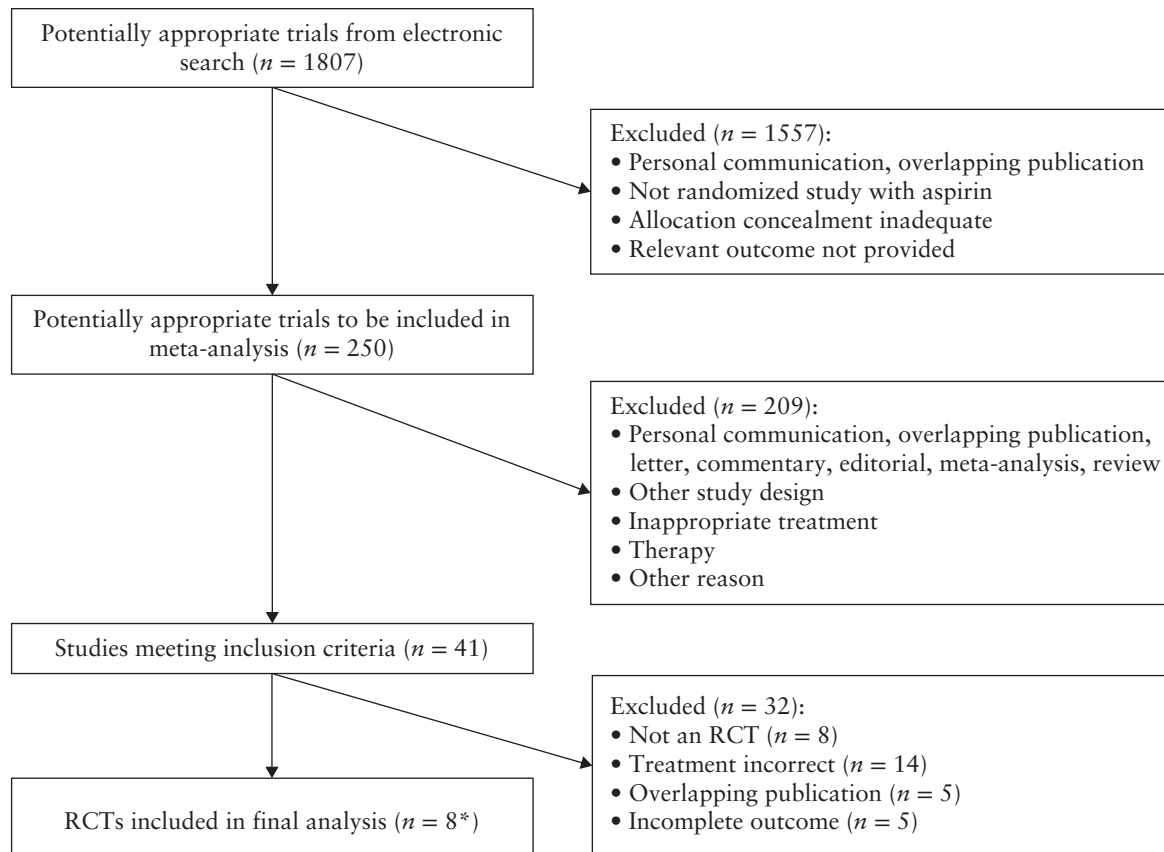 Potentially appropriate trials from electronic
search (n = 1807)
Excluded (n = 1557):
• Personal communication, overlapping publication
• Not randomized study with aspirin
• Allocation concealment inadequate
• Relevant outcome not provided
Potentially appropriate trials to be included in
meta-analysis (n = 250)
Excluded (n = 209):
• Personal communication, overlapping publication,
letter, commentary, editorial, meta-analysis, review
• Other study design
• Inappropriate treatment
• Therapy
• Other reason
Studies meeting inclusion criteria (n = 41)
Excluded (n = 32):
• Not an RCT (n = 8)
• Treatment incorrect (n = 14)
• Overlapping publication (n = 5)
• Incomplete outcome (n = 5)
RCTs included in final analysis (n = 8*)